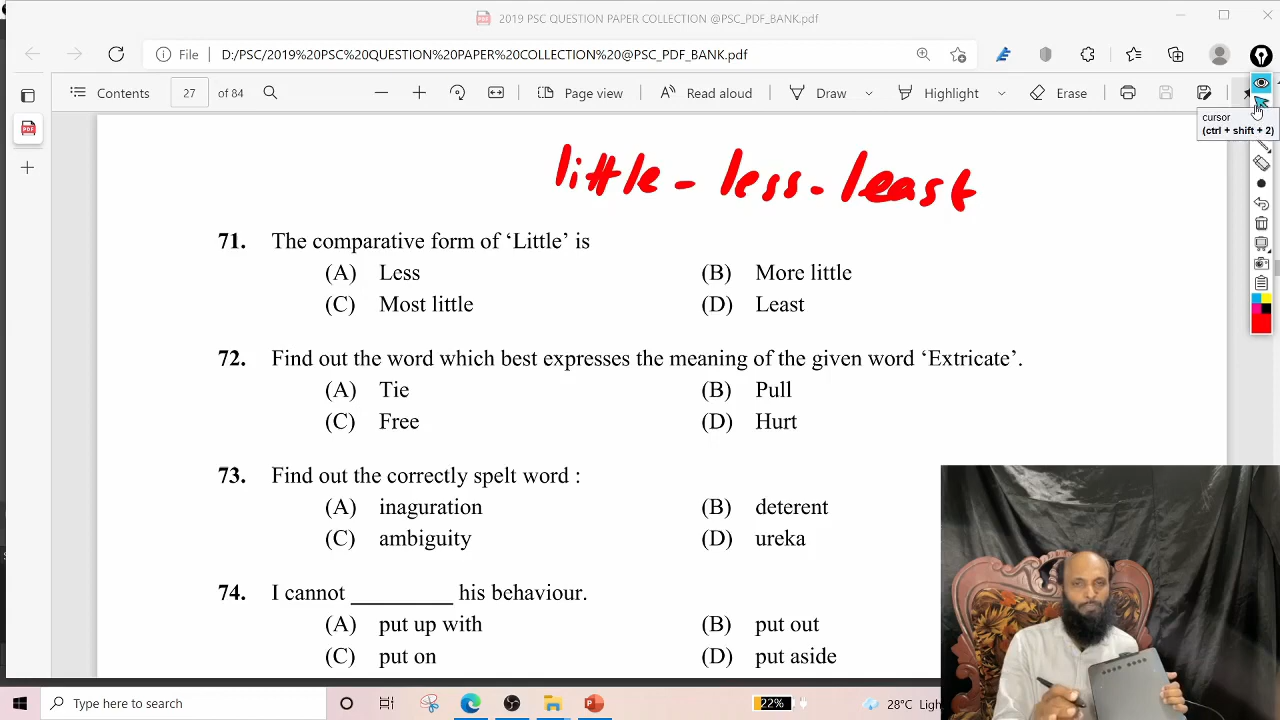 2019 PSC QUESTION PAPER COLLECTION @PSC_PDF_BANK.pdf
File D:/PSC/2019%20PSC%20QUESTION%20PAPER%20COLLECTION%20@PSC_PDF_BANK.pdf
Contents 27 of 84 Page view Read aloud Draw Highlight Erase
cursor
(ctrl + shift + 2)
little - less - least
71. The comparative form of ‘Little’ is
(A) Less (B) More little
(C) Most little (D) Least
72. Find out the word which best expresses the meaning of the given word ‘Extricate’.
(A) Tie (B) Pull
(C) Free (D) Hurt
73. Find out the correctly spelt word :
(A) inaguration (B) deterent
(C) ambiguity (D) ureka
74. I cannot _________ his behaviour.
(A) put up with (B) put out
(C) put on (D) put aside
Type here to search 22% 28°C